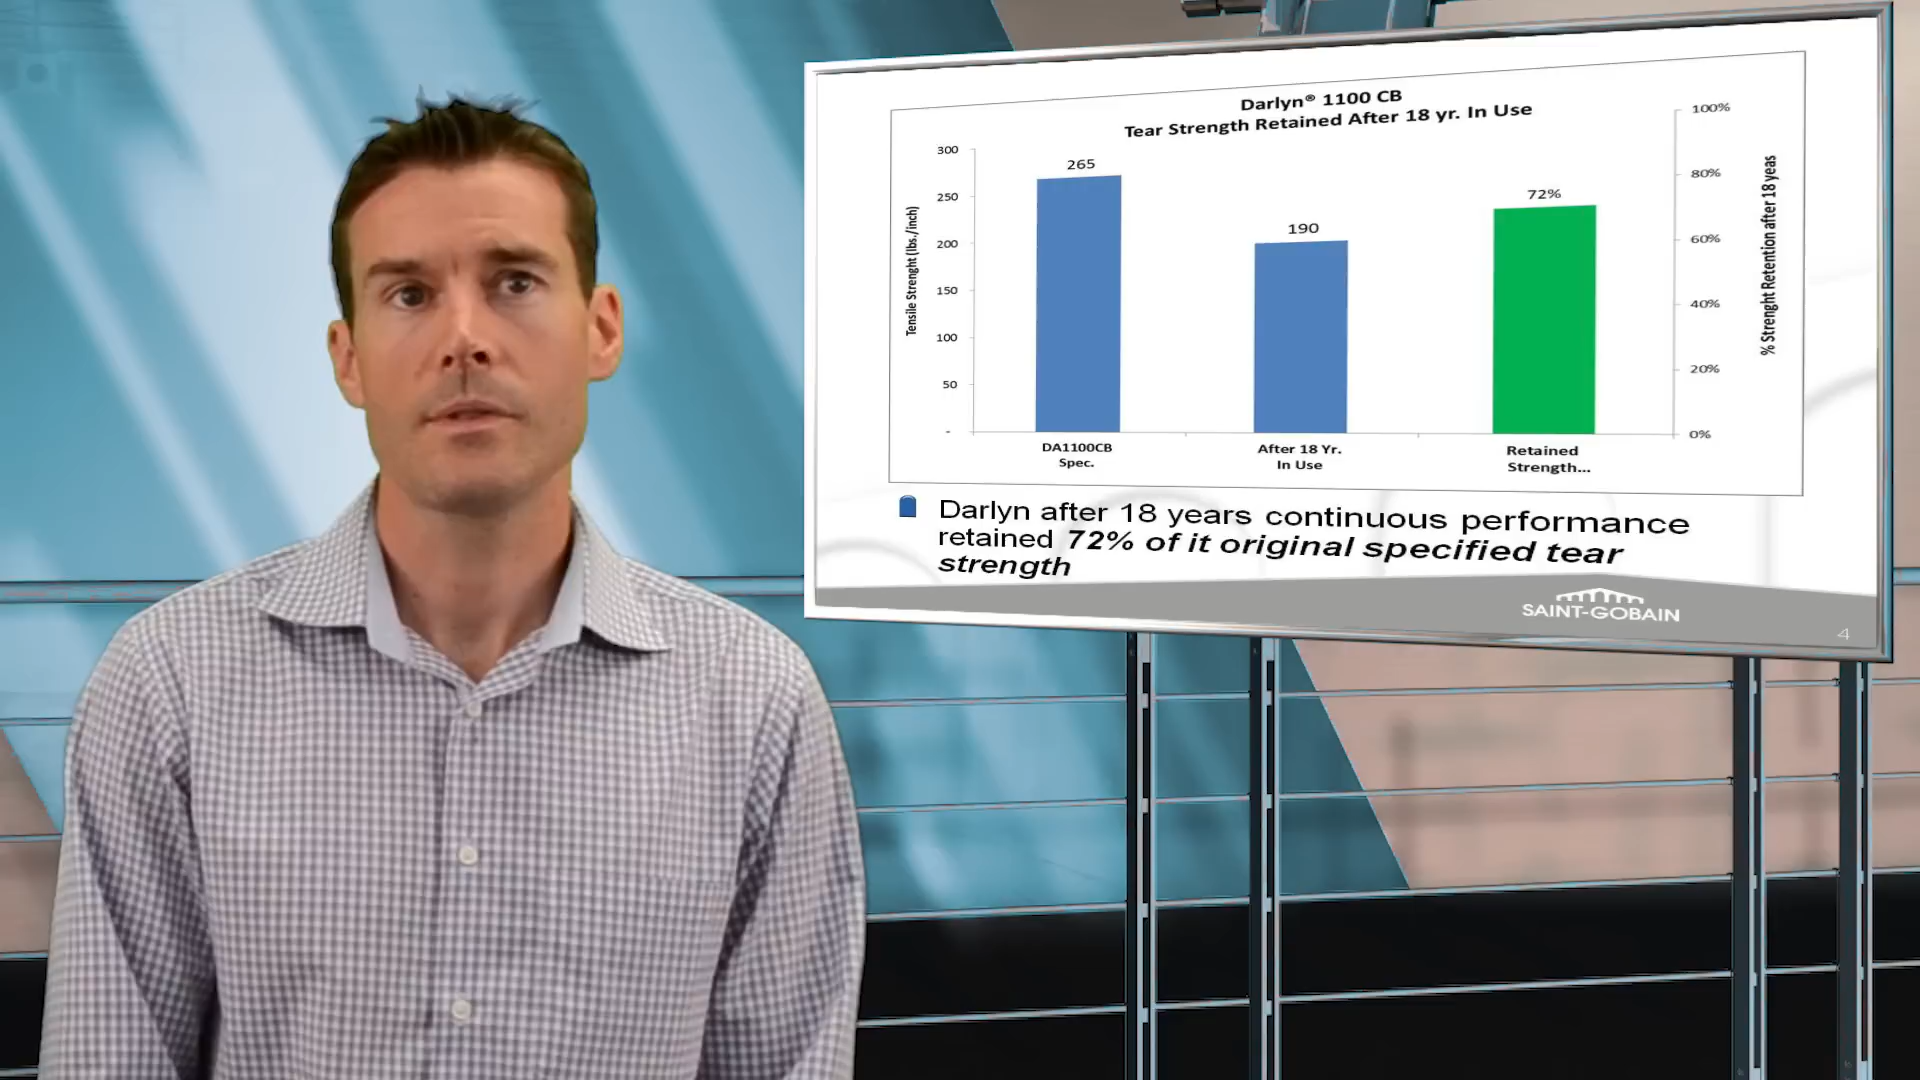 Darlyn® 1100 CB
Tear Strength Retained After 18 yr. In Use
Tensile Strenght (lbs./inch)
300
250
200
150
100
50
-
265
190
72%
100%
80%
60%
40%
20%
0%
% Strenght Retention after 18 yeas
DA1100CB
Spec.
After 18 Yr.
In Use
Retained
Strength...
Darlyn after 18 years continuous performance
retained 72% of it original specified tear
strength
SAINT-GOBAIN
4